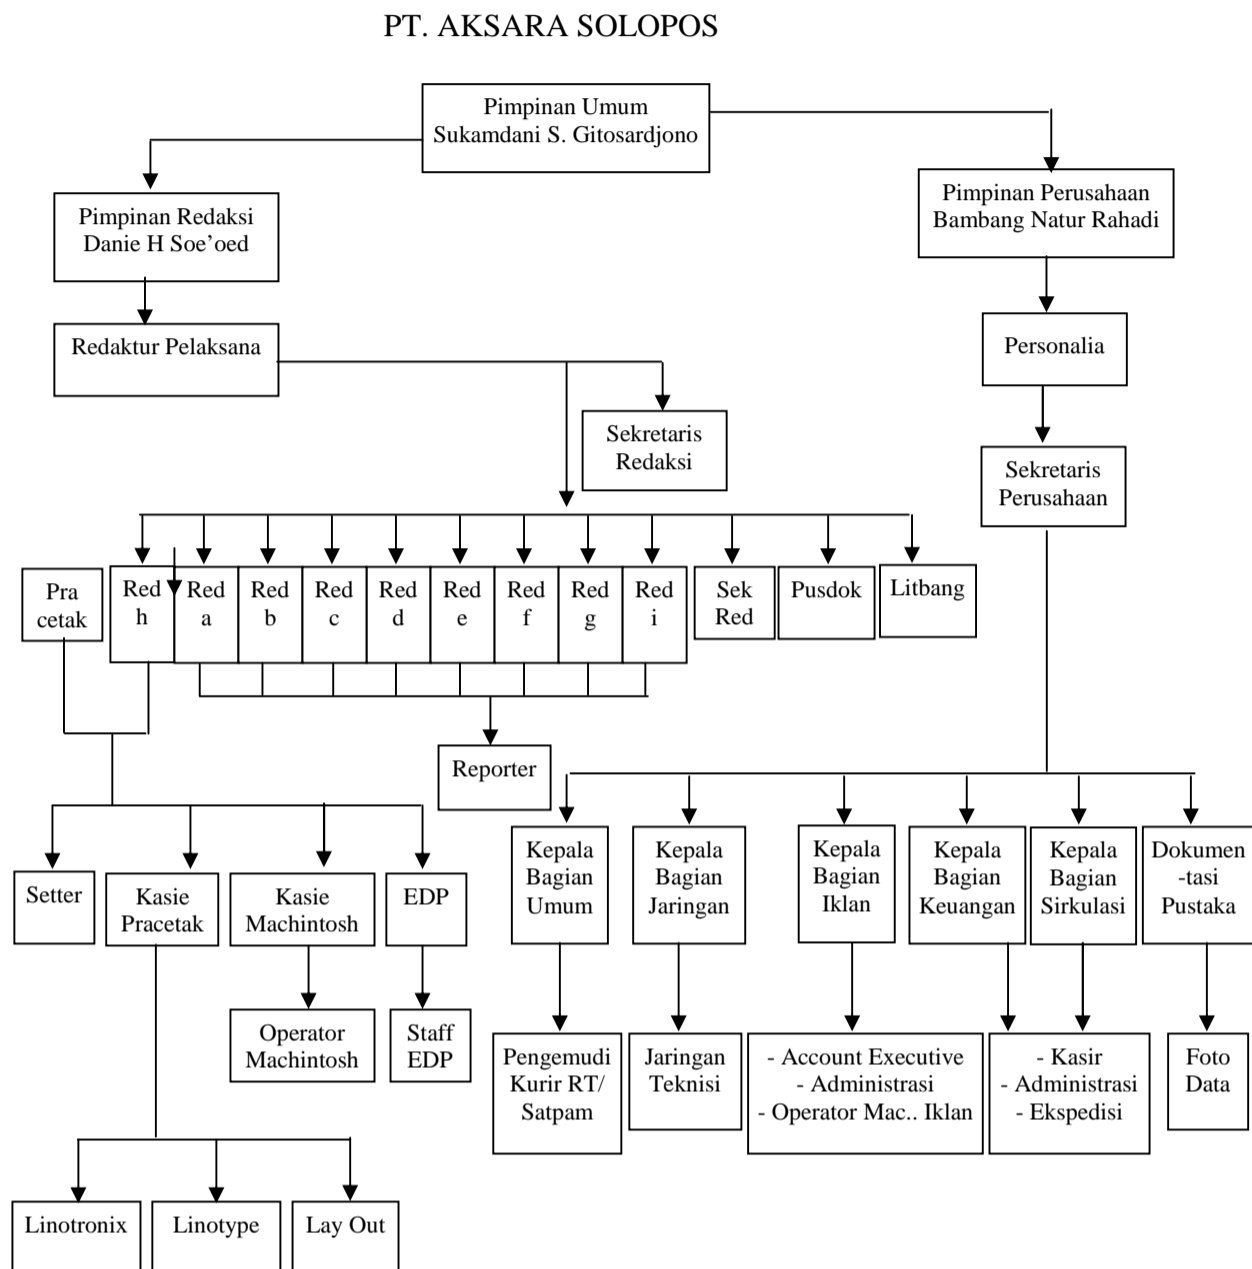 PT. AKSARA SOLOPOS
Pimpinan Umum
Sukamdani S. Gitosardjono
Pimpinan Redaksi
Danie H Soe’oed
Pimpinan Perusahaan
Bambang Natur Rahadi
Redaktur Pelaksana
Personalia
Sekretaris
Redaksi
Sekretaris
Perusahaan
Pra
cetak
Red
h
Red
a
Red
b
Red
c
Red
d
Red
e
Red
f
Red
g
Red
i
Sek
Red
Pusdok
Litbang
Reporter
Setter
Kasie
Pracetak
Kasie
Machintosh
EDP
Kepala
Bagian
Umum
Kepala
Bagian
Jaringan
Kepala
Bagian
Iklan
Kepala
Bagian
Keuangan
Kepala
Bagian
Sirkulasi
Dokumen
-tasi
Pustaka
Operator
Machintosh
Staff
EDP
Pengemudi
Kurir RT/
Satpam
Jaringan
Teknisi
- Account Executive
- Administrasi
- Operator Mac.. Iklan
- Kasir
- Administrasi
- Ekspedisi
Foto
Data
Linotronix
Linotype
Lay Out